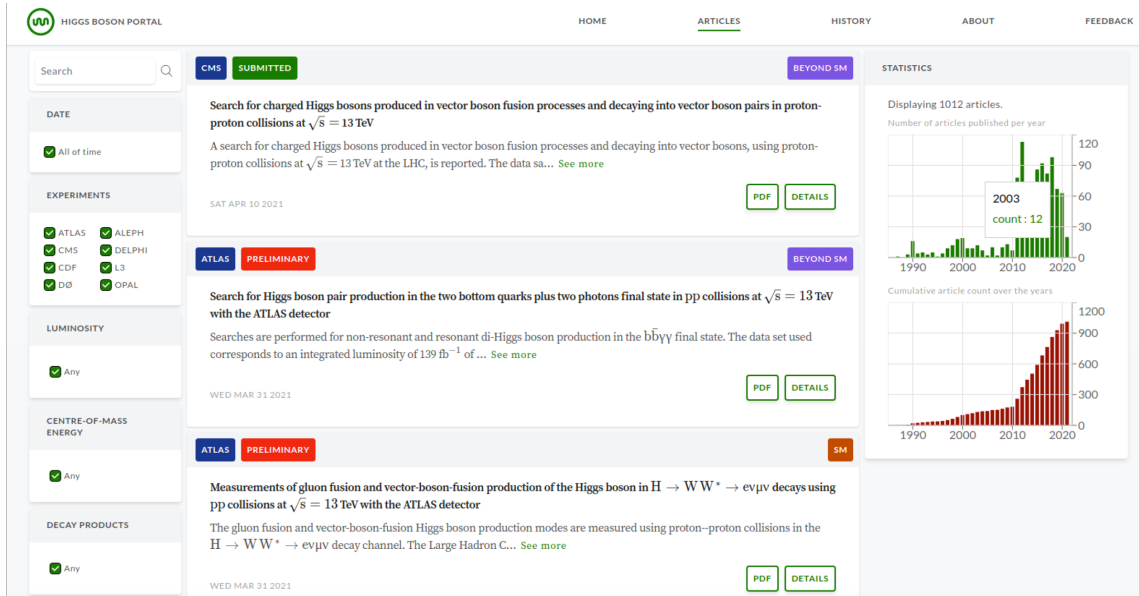 HIGGS BOSON PORTAL
HOME
ARTICLES
HISTORY
ABOUT
FEEDBACK
Search
DATE
All of time
EXPERIMENTS
ATLAS ALEPH
CMS DELPHI
CDF L3
DØ OPAL
LUMINOSITY
Any
CENTRE-OF-MASS
ENERGY
Any
DECAY PRODUCTS
Any
CMS SUBMITTED BEYOND SM
Search for charged Higgs bosons produced in vector boson fusion processes and decaying into vector boson pairs in proton-
proton collisions at √s = 13 TeV
A search for charged Higgs bosons produced in vector boson fusion processes and decaying into vector bosons, using proton-
proton collisions at √s = 13 TeV at the LHC, is reported. The data sa... See more
SAT APR 10 2021
PDF DETAILS
ATLAS PRELIMINARY BEYOND SM
Search for Higgs boson pair production in the two bottom quarks plus two photons final state in pp collisions at √s = 13 TeV
with the ATLAS detector
Searches are performed for non-resonant and resonant di-Higgs boson production in the bb̄γγ final state. The data set used
corresponds to an integrated luminosity of 139 fb⁻¹ of ... See more
WED MAR 31 2021
PDF DETAILS
ATLAS PRELIMINARY SM
Measurements of gluon fusion and vector-boson-fusion production of the Higgs boson in H → WW* → eνμν decays using
pp collisions at √s = 13 TeV with the ATLAS detector
The gluon fusion and vector-boson-fusion Higgs boson production modes are measured using proton--proton collisions in the
H → WW* → eνμν decay channel. The Large Hadron C... See more
WED MAR 31 2021
PDF DETAILS
STATISTICS
Displaying 1012 articles.
Number of articles published per year
120
90
60
30
0
2003
count : 12
1990 2000 2010 2020
Cumulative article count over the years
1200
900
600
300
0
1990 2000 2010 2020